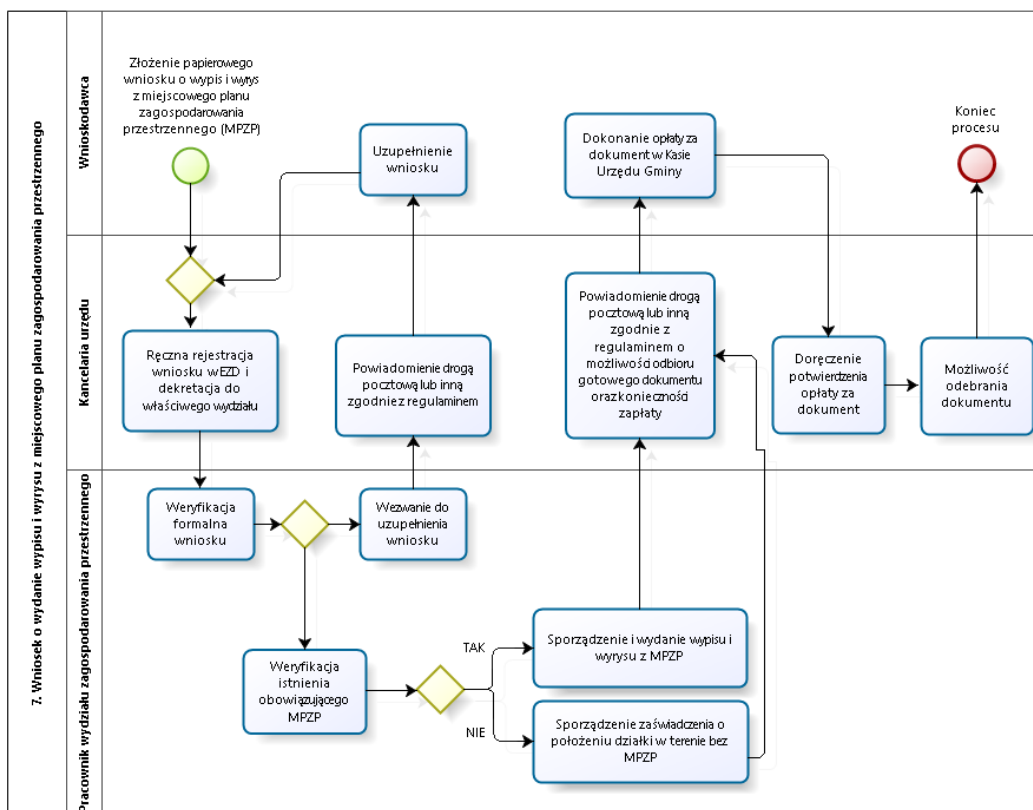 7. Wniosek o wydanie wypisu i wyrysu z miejscowego planu zagospodarowania przestrzennego
Wnioskodawca
Złożenie papierowego
wniosku o wypis i wyrys
z miejscowego planu
zagospodarowania
przestrzennego (MPZP)
Uzupełnienie
wniosku
Dokonanie opłaty za
dokument w Kasie
Urzędu Gminy
Koniec
procesu
Kancelaria urzędu
Ręczna rejestracja
wniosku w EZD i
dekretacja do
właściwego wydziału
Powiadomienie drogą
pocztową lub inną
zgodnie z regulaminem
Powiadomienie drogą
pocztową lub inną
zgodnie z
regulaminem o
możliwości odbioru
gotowego dokumentu
oraz konieczności
zapłaty
Doręczenie
potwierdzenia
opłaty za
dokument
Możliwość
odebrania
dokumentu
Pracownik wydziału zagospodarowania przestrzennego
Weryfikacja
formalna
wniosku
Wezwanie do
uzupełnienia
wniosku
Weryfikacja
istnienia
obowiązującego
MPZP
TAK
Sporządzenie i wydanie wypisu i
wyrysu z MPZP
NIE
Sporządzenie zaświadczenia o
położeniu działki w terenie bez
MPZP